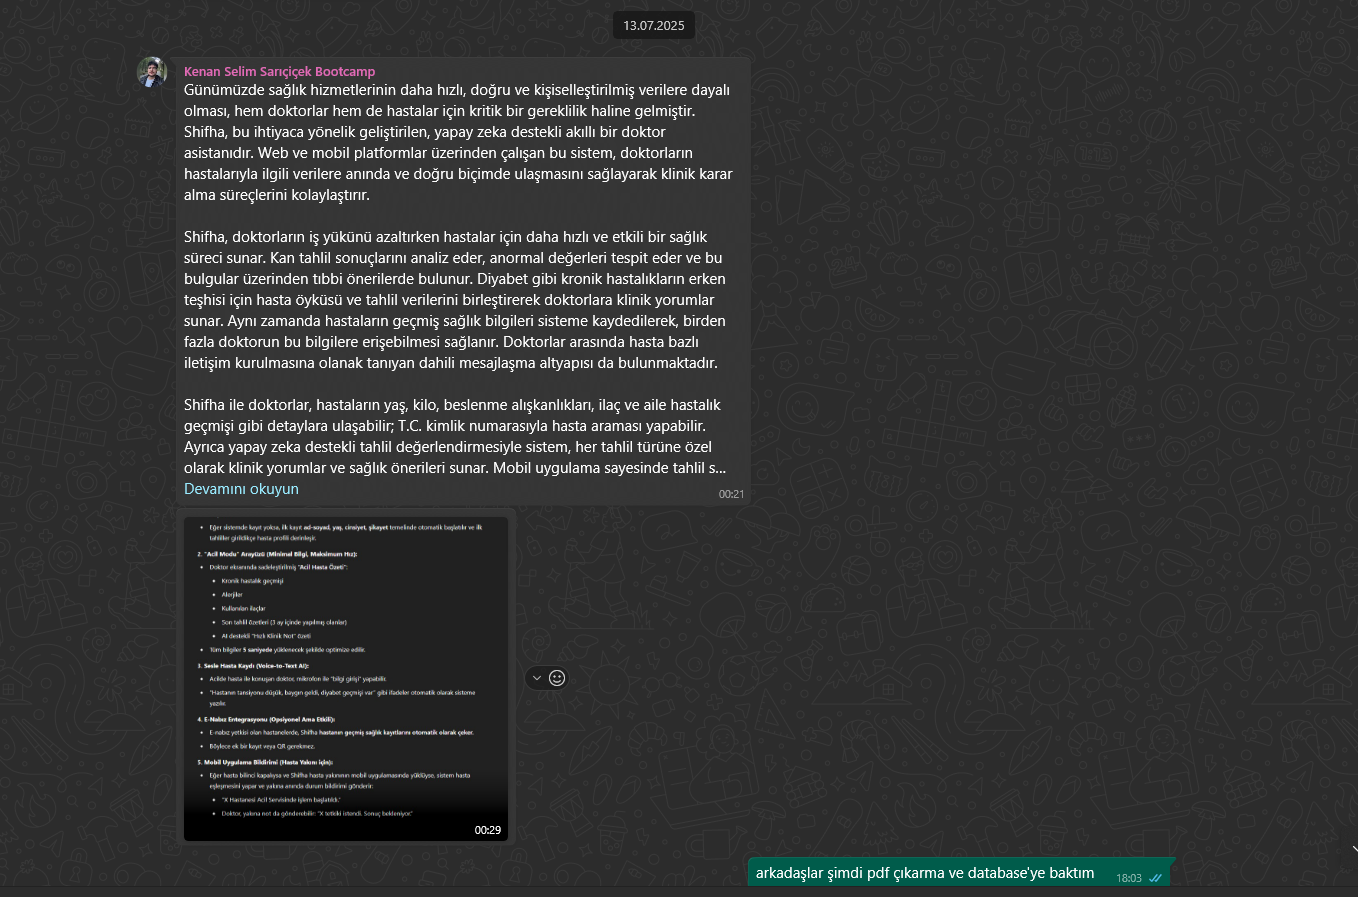 13.07.2025
Kenan Selim Sarıçiçek Bootcamp
Günümüzde sağlık hizmetlerinin daha hızlı, doğru ve kişiselleştirilmiş verilere dayalı
olması, hem doktorlar hem de hastalar için kritik bir gereklilik haline gelmiştir.
Shifha, bu ihtiyaca yönelik geliştirilen, yapay zeka destekli akıllı bir doktor
asistanıdır. Web ve mobil platformlar üzerinden çalışan bu sistem, doktorların
hastalarıyla ilgili verilere anında ve doğru biçimde ulaşmasını sağlayarak klinik karar
alma süreçlerini kolaylaştırır.
Shifha, doktorların iş yükünü azaltırken hastalar için daha hızlı ve etkili bir sağlık
süreci sunar. Kan tahlil sonuçlarını analiz eder, anormal değerleri tespit eder ve bu
bulgular üzerinden tıbbi önerilerde bulunur. Diyabet gibi kronik hastalıkların erken
teşhisi için hasta öyküsü ve tahlil verilerini birleştirerek doktorlara klinik yorumlar
sunar. Aynı zamanda hastaların geçmiş sağlık bilgileri sisteme kaydedilerek, birden
fazla doktorun bu bilgilere erişebilmesi sağlanır. Doktorlar arasında hasta bazlı
iletişim kurulmasına olanak tanıyan dahili mesajlaşma altyapısı da bulunmaktadır.
Shifha ile doktorlar, hastaların yaş, kilo, beslenme alışkanlıkları, ilaç ve aile hastalık
geçmişi gibi detaylara ulaşabilir; T.C. kimlik numarasıyla hasta araması yapabilir.
Ayrıca yapay zeka destekli tahlil değerlendirmesiyle sistem, her tahlil türüne özel
olarak klinik yorumlar ve sağlık önerileri sunar. Mobil uygulama sayesinde tahlil s...
Devamını okuyun
00:21
• Eğer sistemde kayıt yoksa, ilk kayıt ad-soyad, yaş, cinsiyet, şikayet temelinde otomatik başlatılır ve ilk
tahliller girildikçe hasta profili derinleşir.
2. "Acil Modu" Arayüzü (Minimal Bilgi, Maksimum Hız):
• Doktor ekranında sadeleştirilmiş "Acil Hasta Özeti":
• Kronik hastalık geçmişi
• Alerjiler
• Kullanılan ilaçlar
• Son tahlil özetleri (3 ay içinde yapılmış olanlar)
• AI destekli "Hızlı Klinik Not" özeti
• Tüm bilgiler 5 saniyede yüklenecek şekilde optimize edilir.
3. Sesle Hasta Kaydı (Voice-to-Text AI):
• Acilde hasta ile konuşan doktor, mikrofon ile "bilgi girişi" yapabilir.
• "Hastanın tansiyonu düşük, baygın geldi, diyabet geçmişi var" gibi ifadeler otomatik olarak sisteme
yazılır.
4. E-Nabız Entegrasyonu (Opsiyonel Ama Etkili):
• E-nabız yetkisi olan hastanelerde, Shifha hastanın geçmiş sağlık kayıtlarını otomatik olarak çeker.
• Böylece ek bir kayıt veya QR gerekmez.
5. Mobil Uygulama Bildirimi (Hasta Yakını için):
• Eğer hasta bilinci kapalıysa ve Shifha hasta yakınının mobil uygulamasında yüklüyse, sistem hasta
eşleşmesini yapar ve yakına anında durum bildirimi gönderir:
• "X Hastanesi Acil Servisinde işlem başlatıldı."
• Doktor, yakına not da gönderebilir: "X tetkiki istendi. Sonuç bekleniyor."
00:29
arkadaşlar şimdi pdf çıkarma ve database'ye baktım
18:03